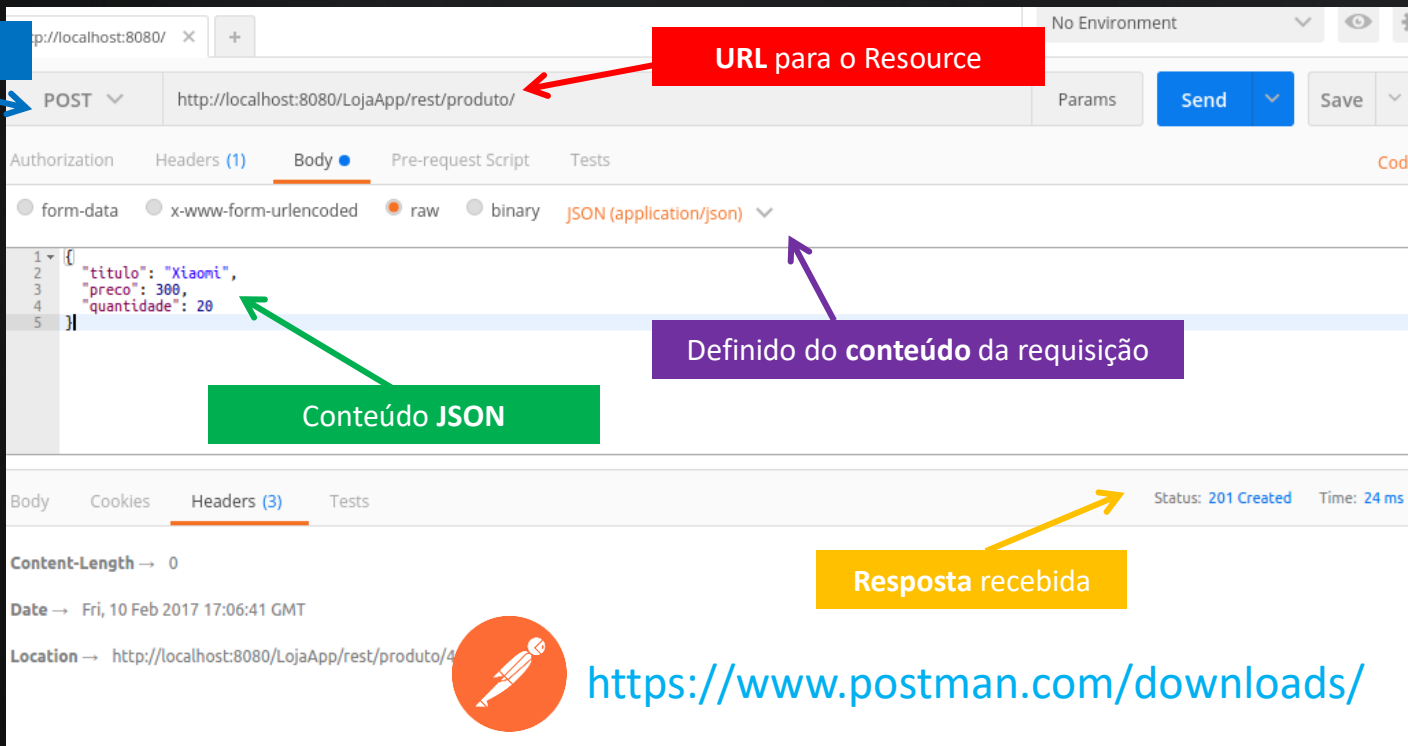 tp://localhost:8080/ × +
No Environment
URL para o Resource
POST http://localhost:8080/LojaApp/rest/produto/ Params Send Save
Authorization Headers (1) Body Pre-request Script Tests
form-data x-www-form-urlencoded raw binary JSON (application/json)
1 {
2 "titulo": "Xiaomi",
3 "preco": 300,
4 "quantidade": 20
5 }
Definido do conteúdo da requisição
Conteúdo JSON
Body Cookies Headers (3) Tests Status: 201 Created Time: 24 ms
Content-Length → 0
Resposta recebida
Date → Fri, 10 Feb 2017 17:06:41 GMT
Location → http://localhost:8080/LojaApp/rest/produto/4
https://www.postman.com/downloads/